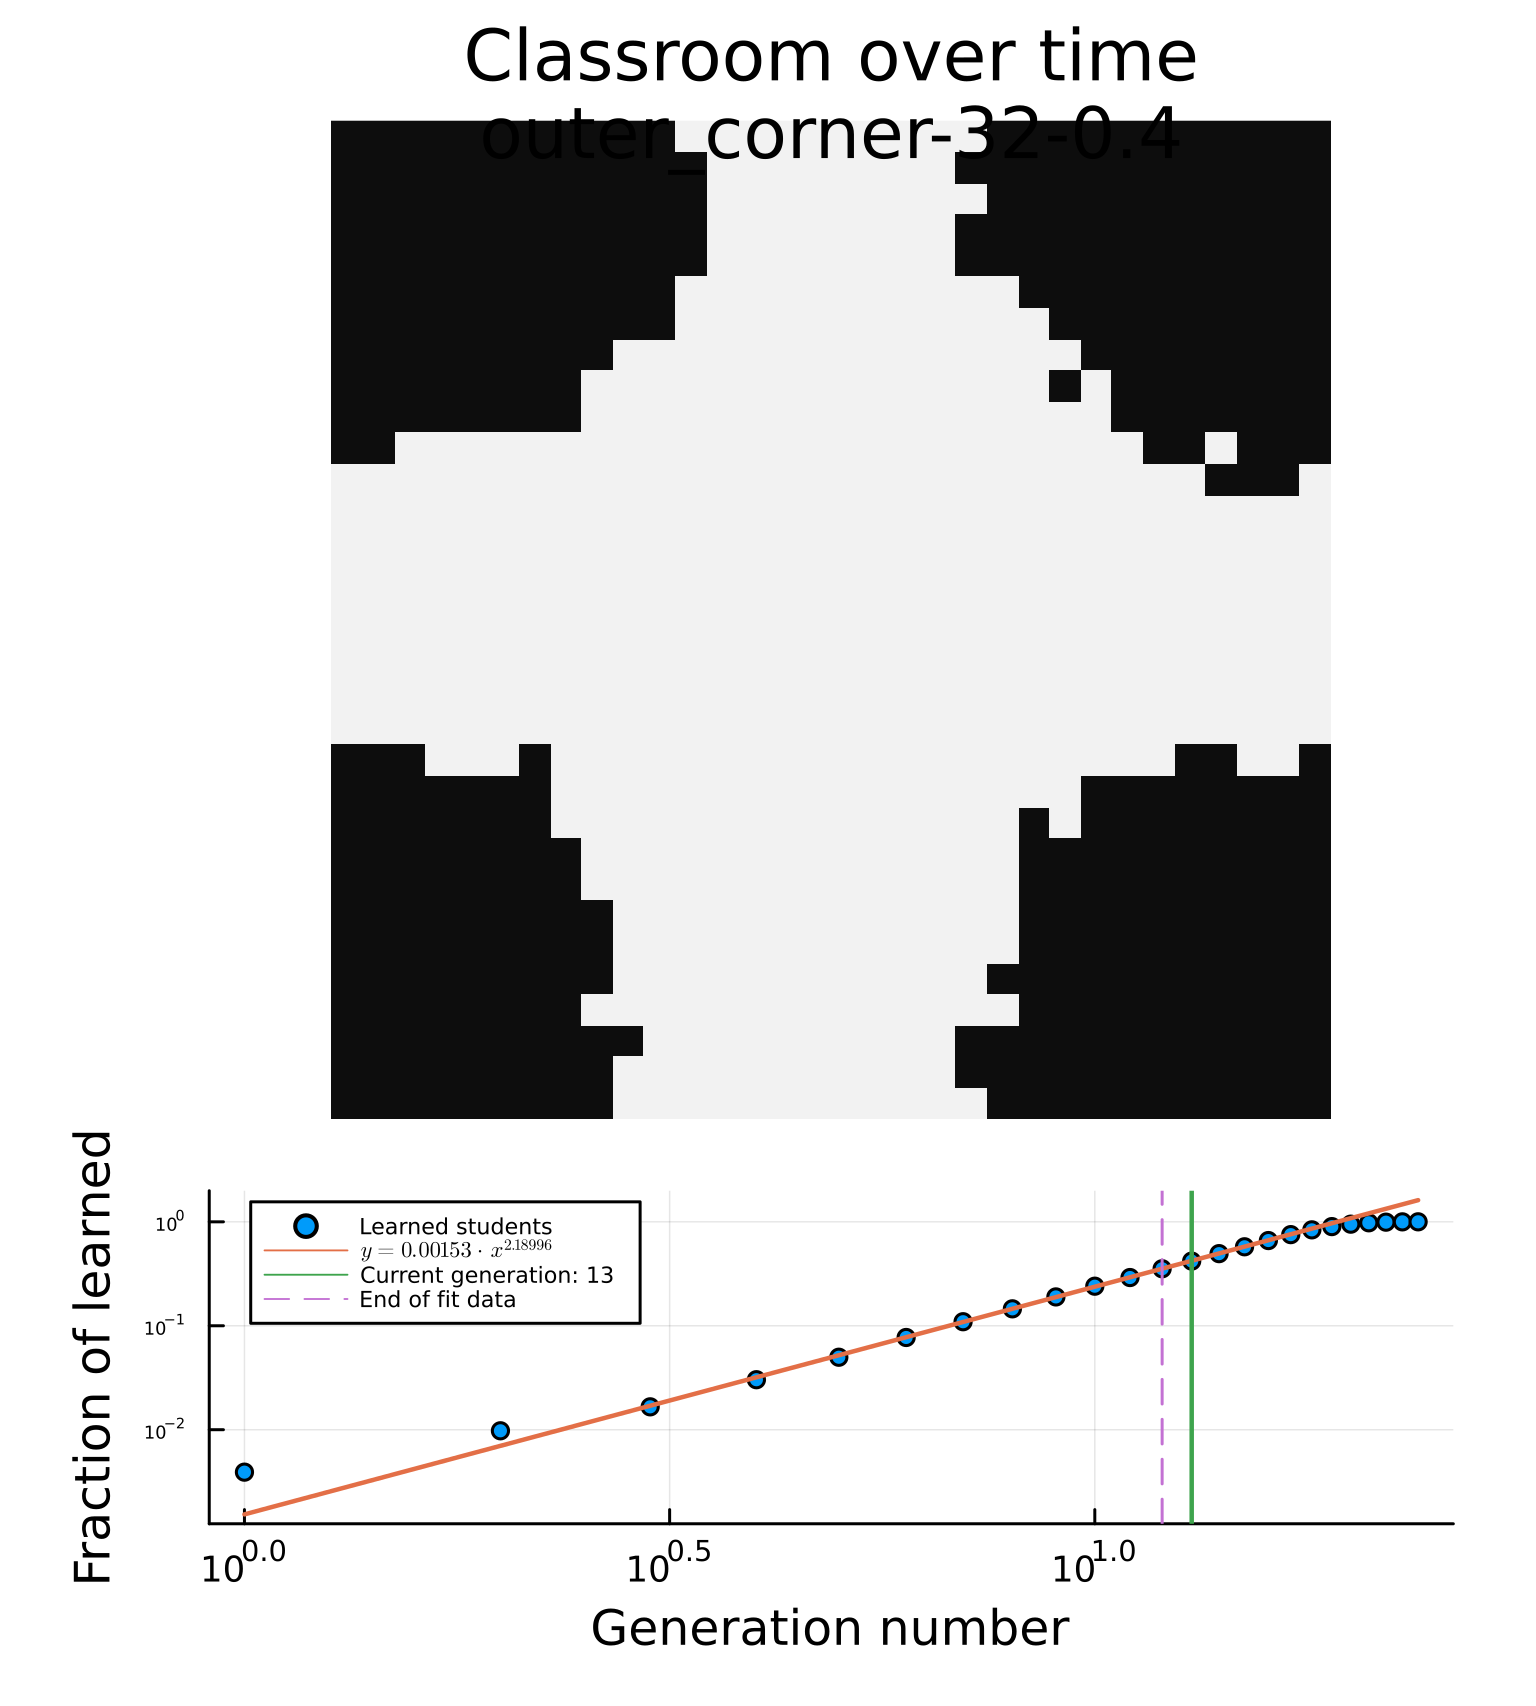 Classroom over time
outer_corner-32-0.4
Fraction of learned
10^0
10^−1
10^−2
Learned students
y = 0.00153 · x^2.18996
Current generation: 13
End of fit data
10^0.0 10^0.5 10^1.0
Generation number